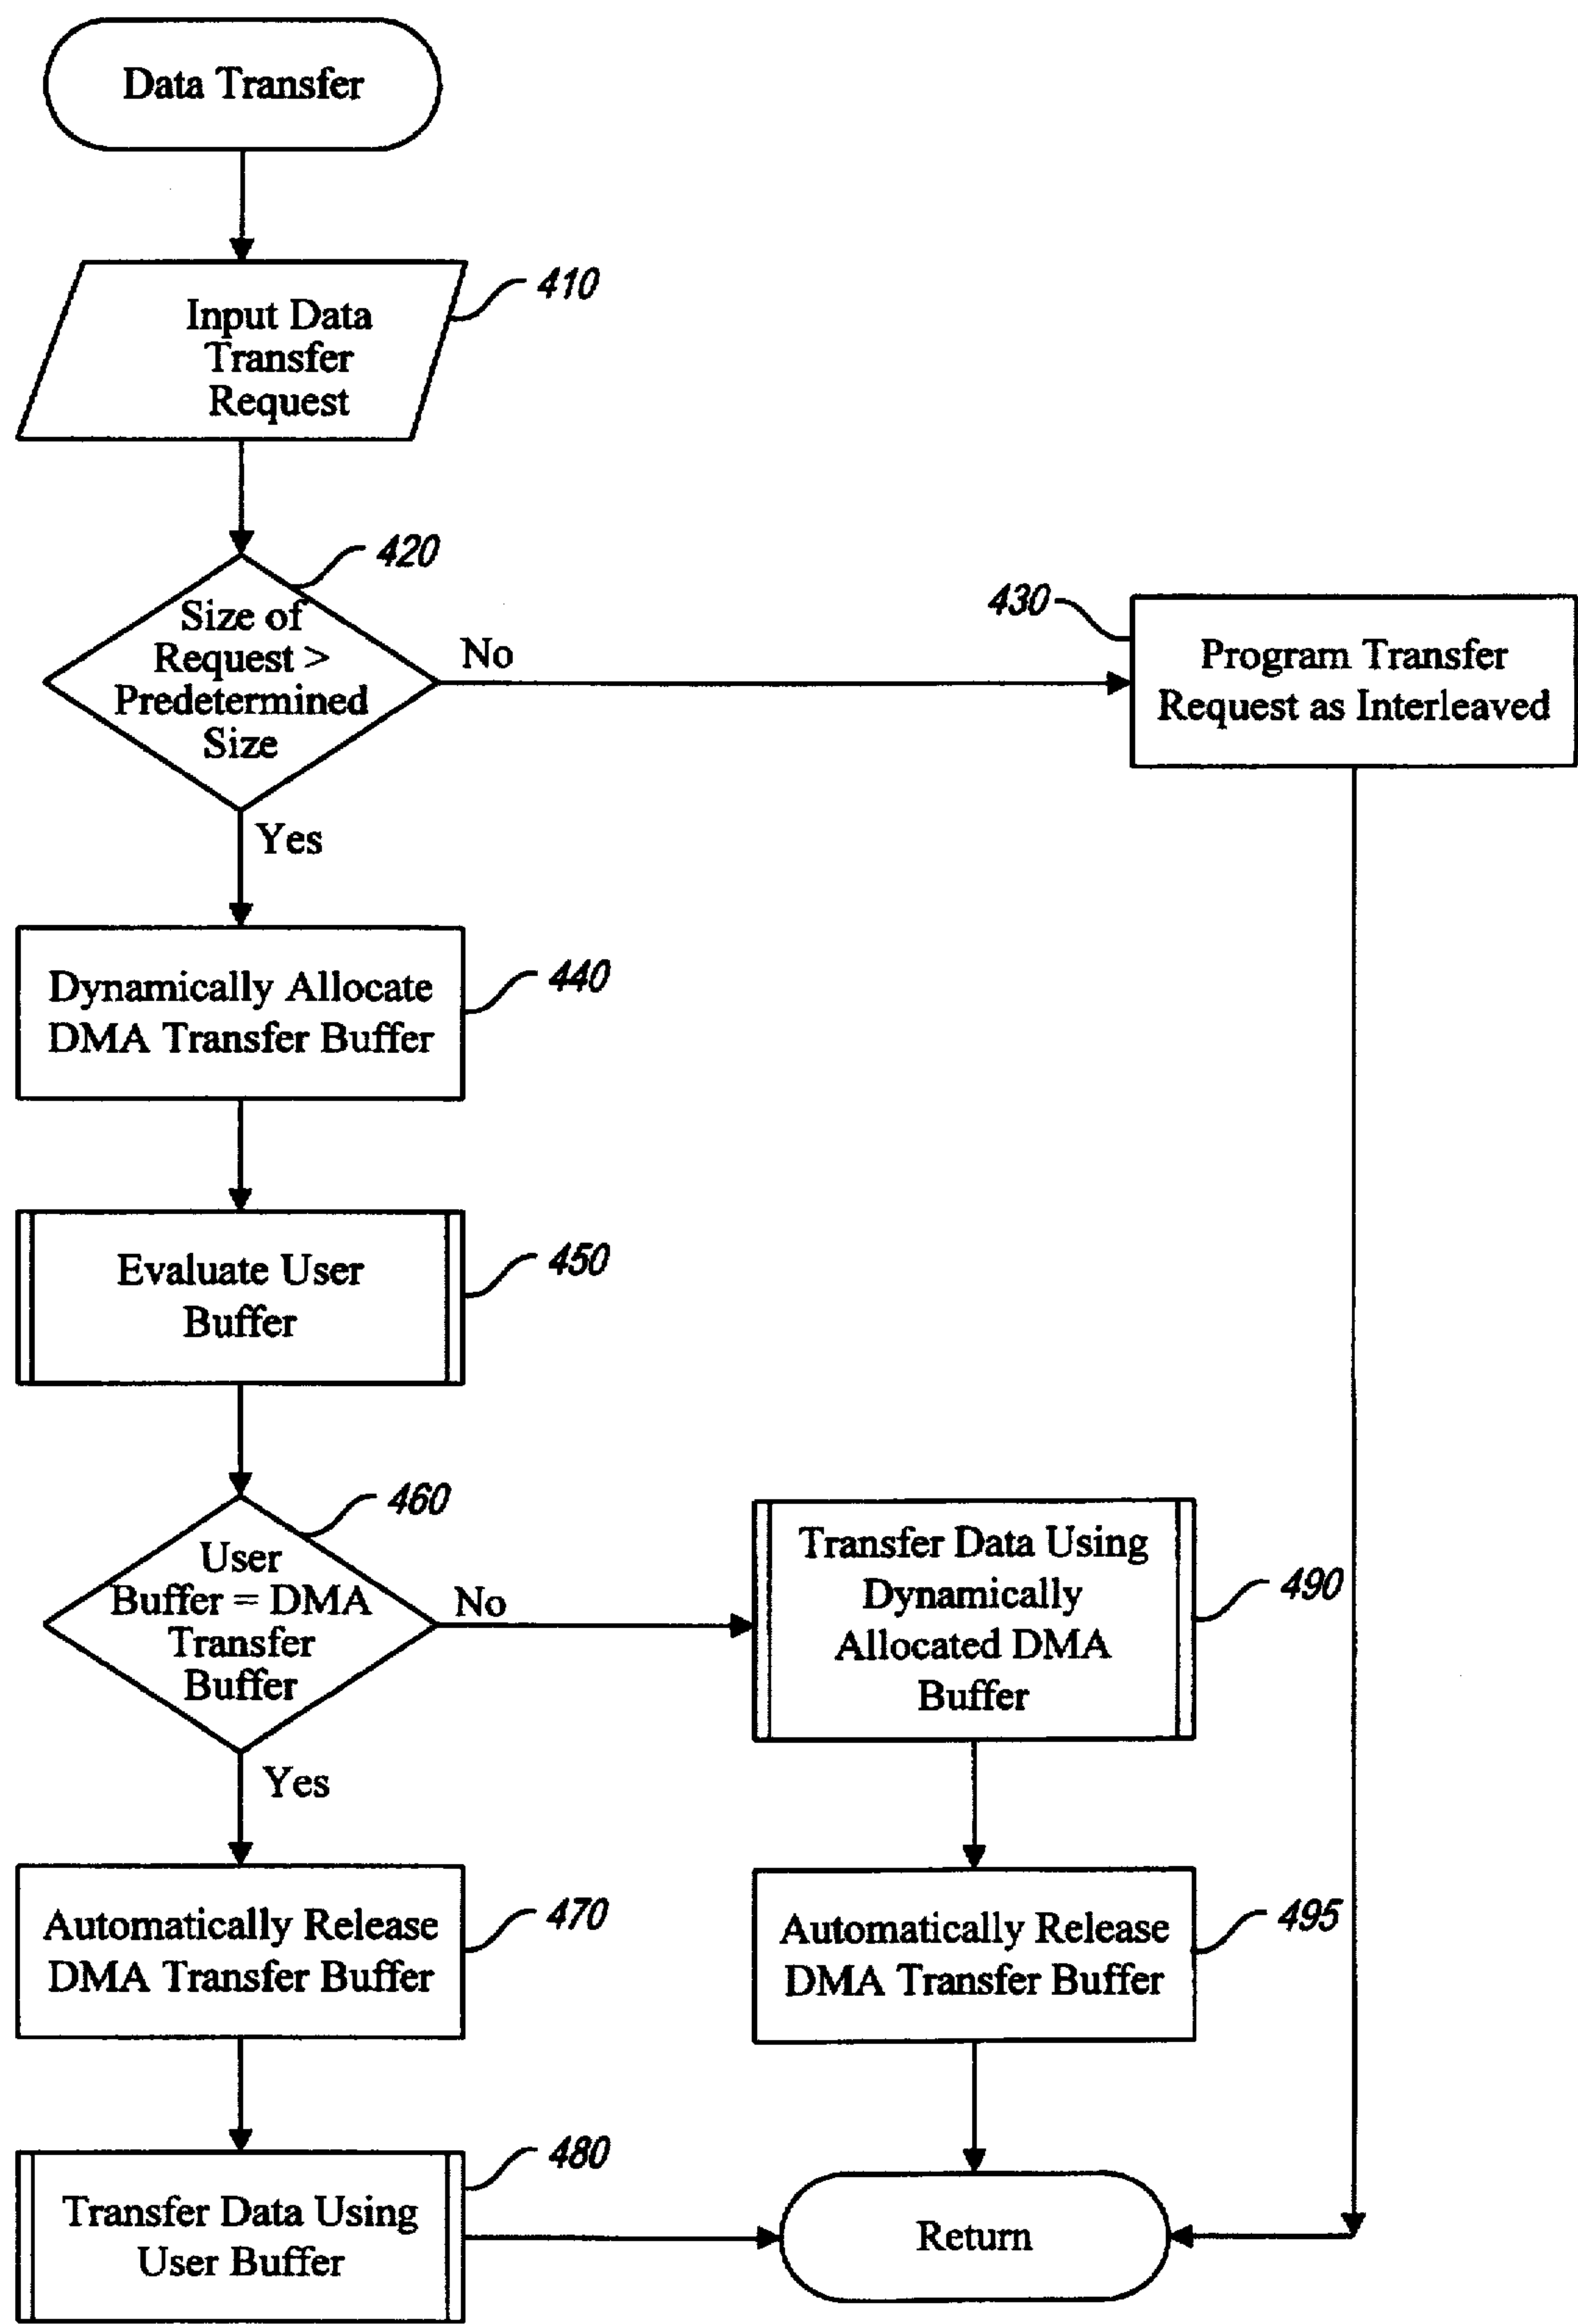 Data Transfer
410
Input Data
Transfer
Request
420
Size of
Request >
Predetermined
Size
No
430
Program Transfer
Request as Interleaved
Yes
Dynamically Allocate
DMA Transfer Buffer
440
Evaluate User
Buffer
450
460
User
Buffer = DMA
Transfer
Buffer
No
Transfer Data Using
Dynamically
Allocated DMA
Buffer
490
Yes
Automatically Release
DMA Transfer Buffer
470
Automatically Release
DMA Transfer Buffer
495
480
Transfer Data Using
User Buffer
Return